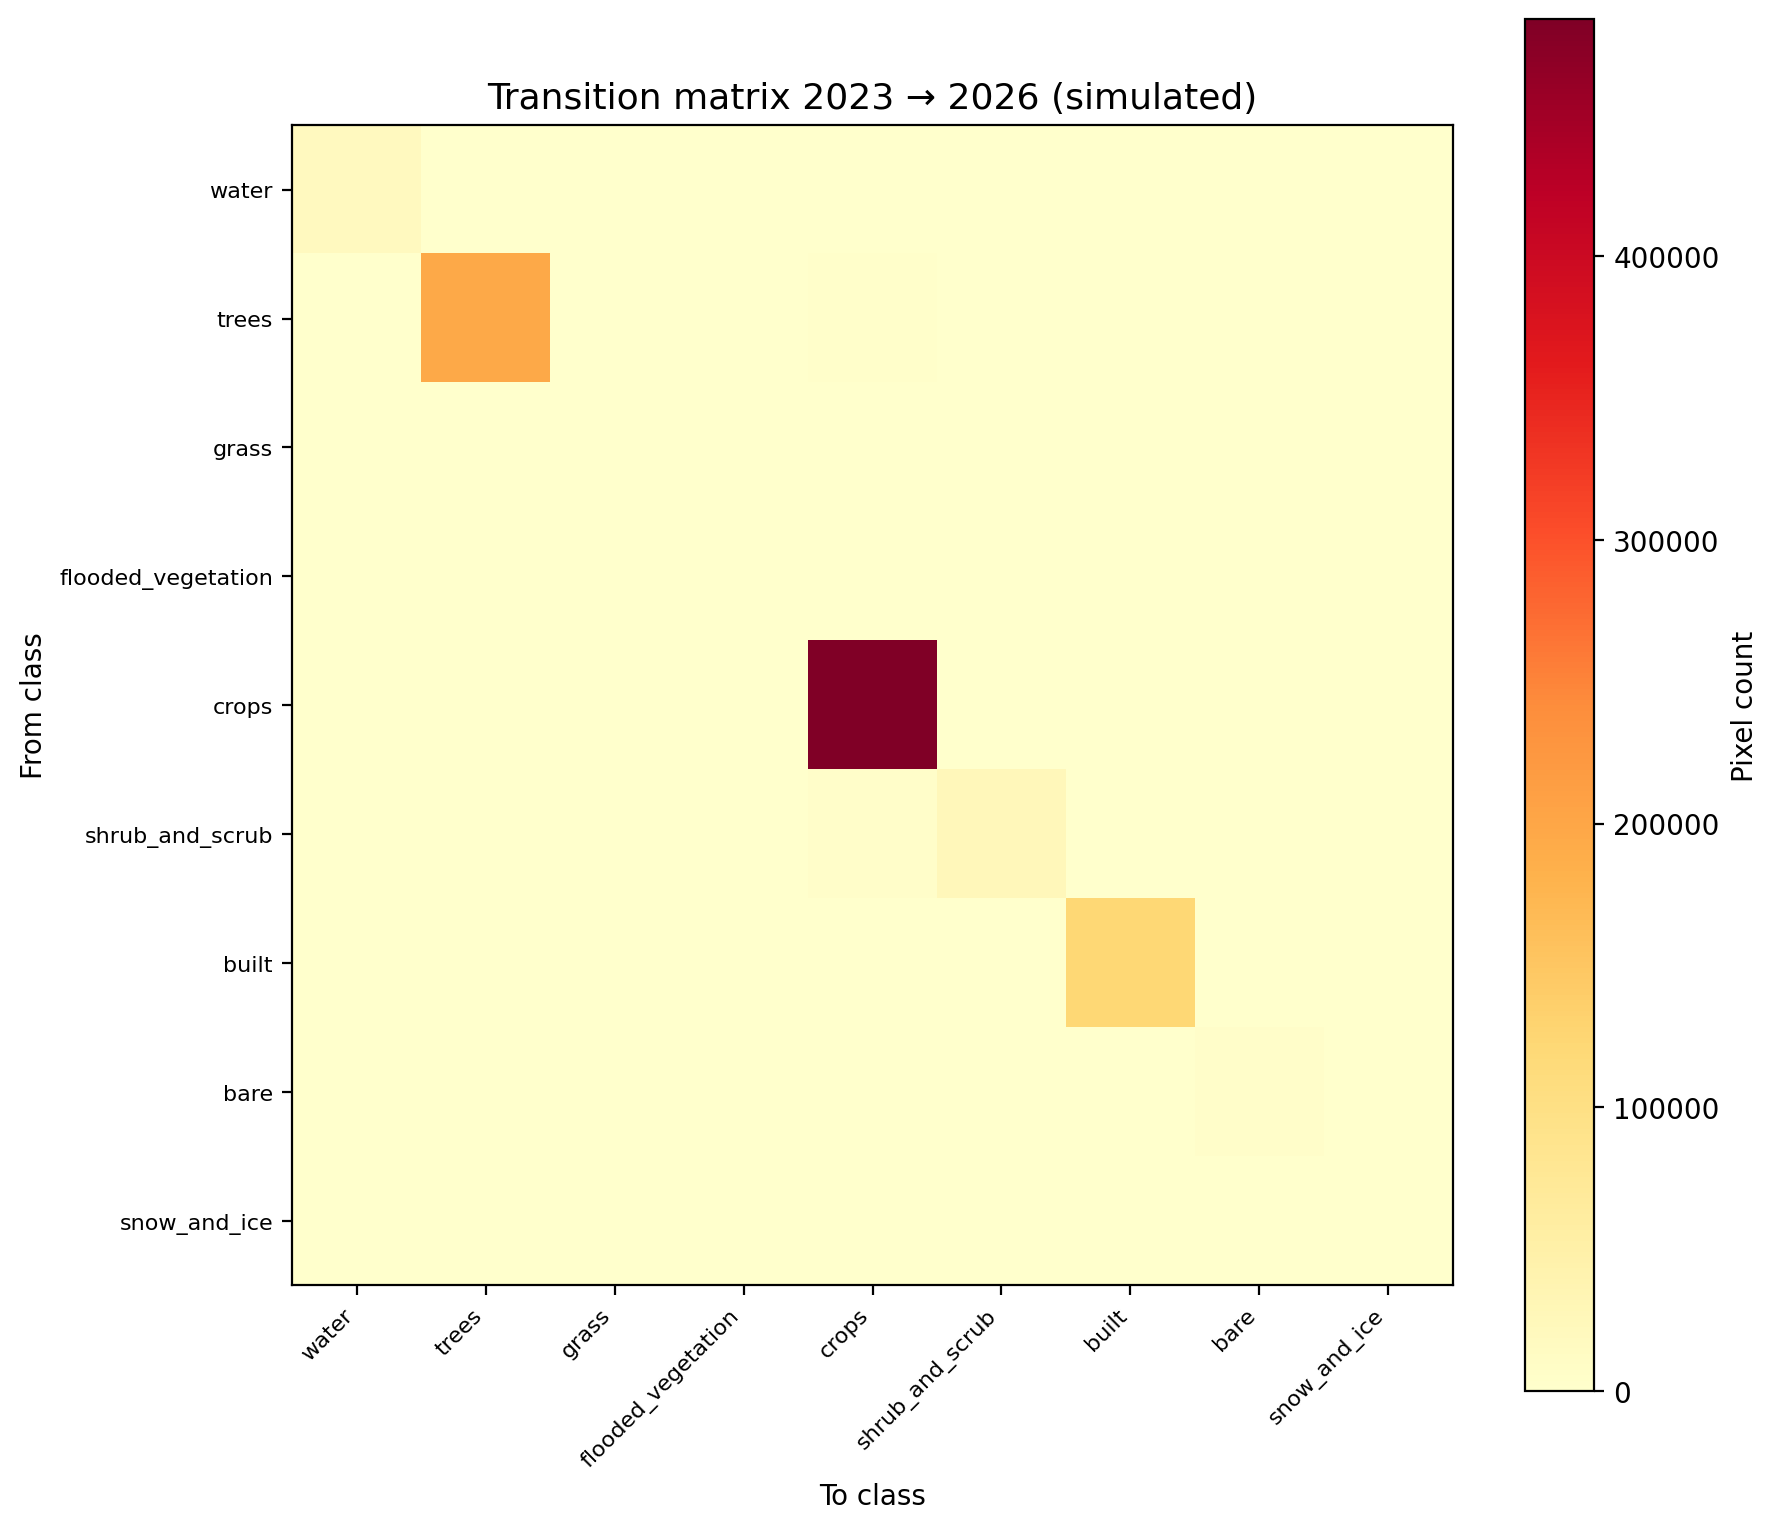 Transition matrix 2023 → 2026 (simulated)
From class
water
trees
grass
flooded_vegetation
crops
shrub_and_scrub
built
bare
snow_and_ice
water
trees
grass
flooded_vegetation
crops
shrub_and_scrub
built
bare
snow_and_ice
To class
400000
300000
200000
100000
0
Pixel count